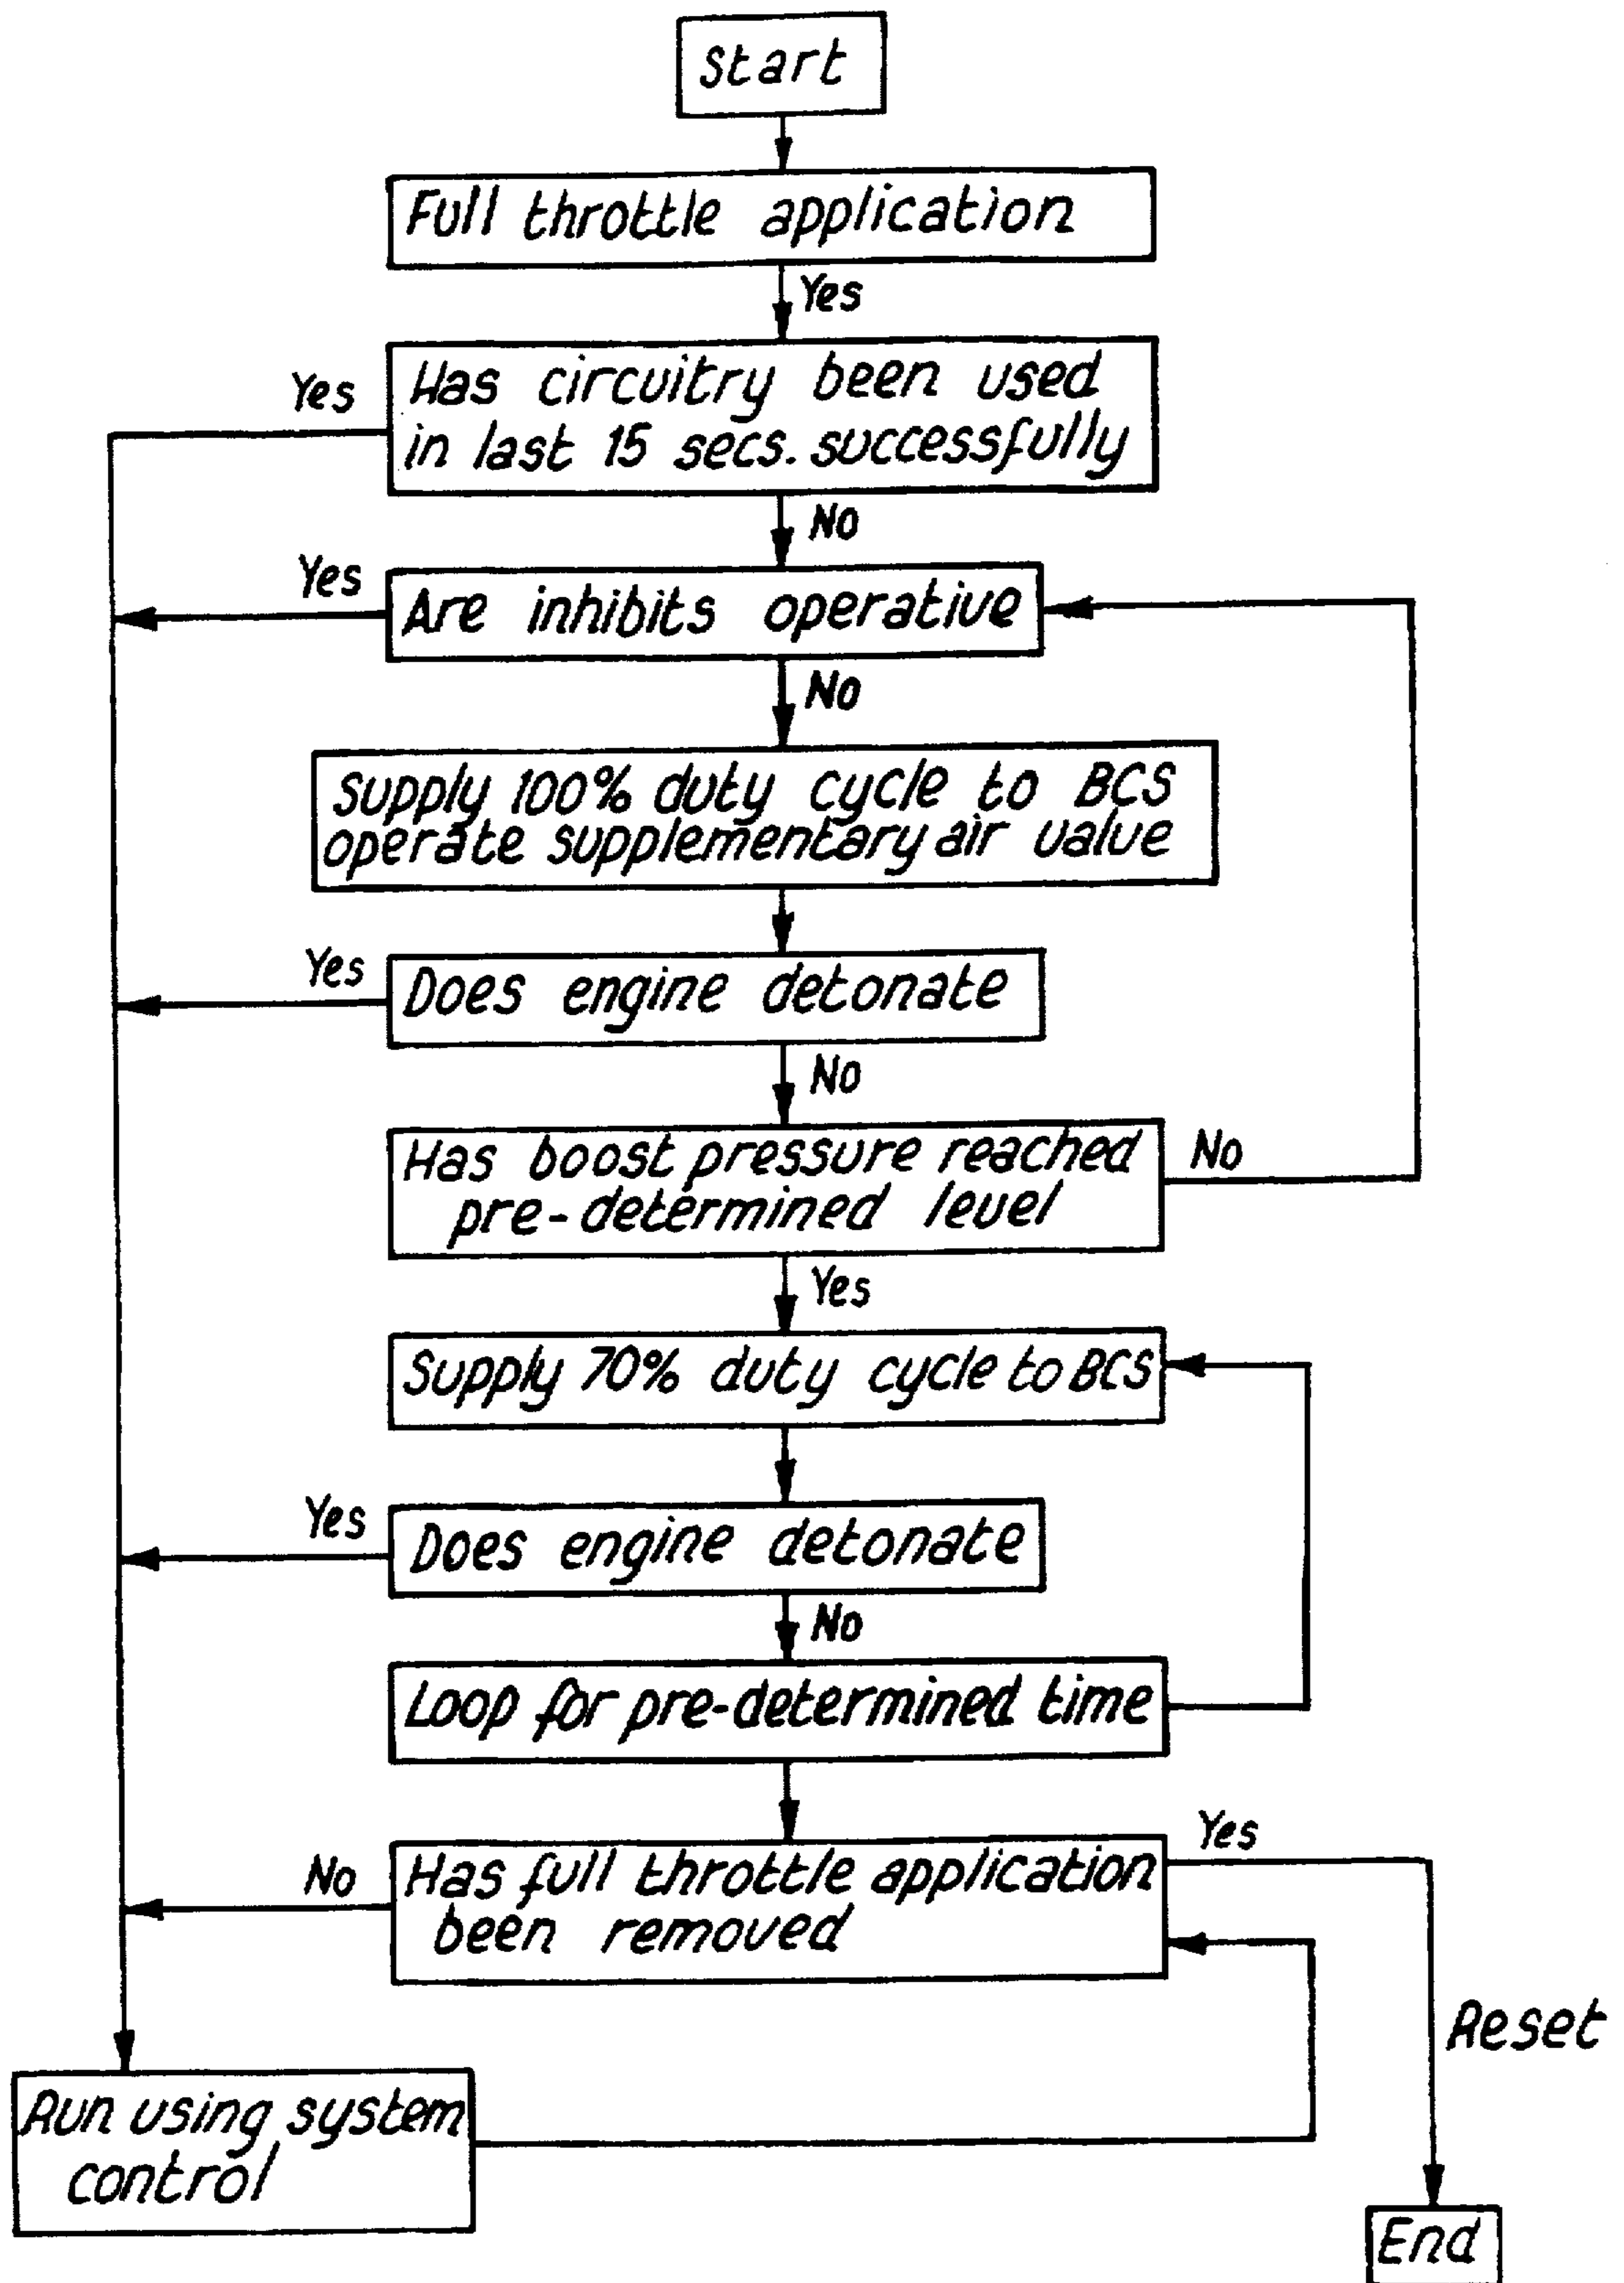 Start
Full throttle application
Yes
Yes
Has circuitry been used
in last 15 secs. successfully
No
Yes
Are inhibits operative
No
Supply 100% duty cycle to BCS
operate supplementary air value
Yes
Does engine detonate
No
Has boost pressure reached
pre-determined level
No
Yes
Supply 70% duty cycle to BCS
Yes
Does engine detonate
No
Loop for pre-determined time
Yes
No
Has full throttle application
been removed
Reset
Run using system
control
End